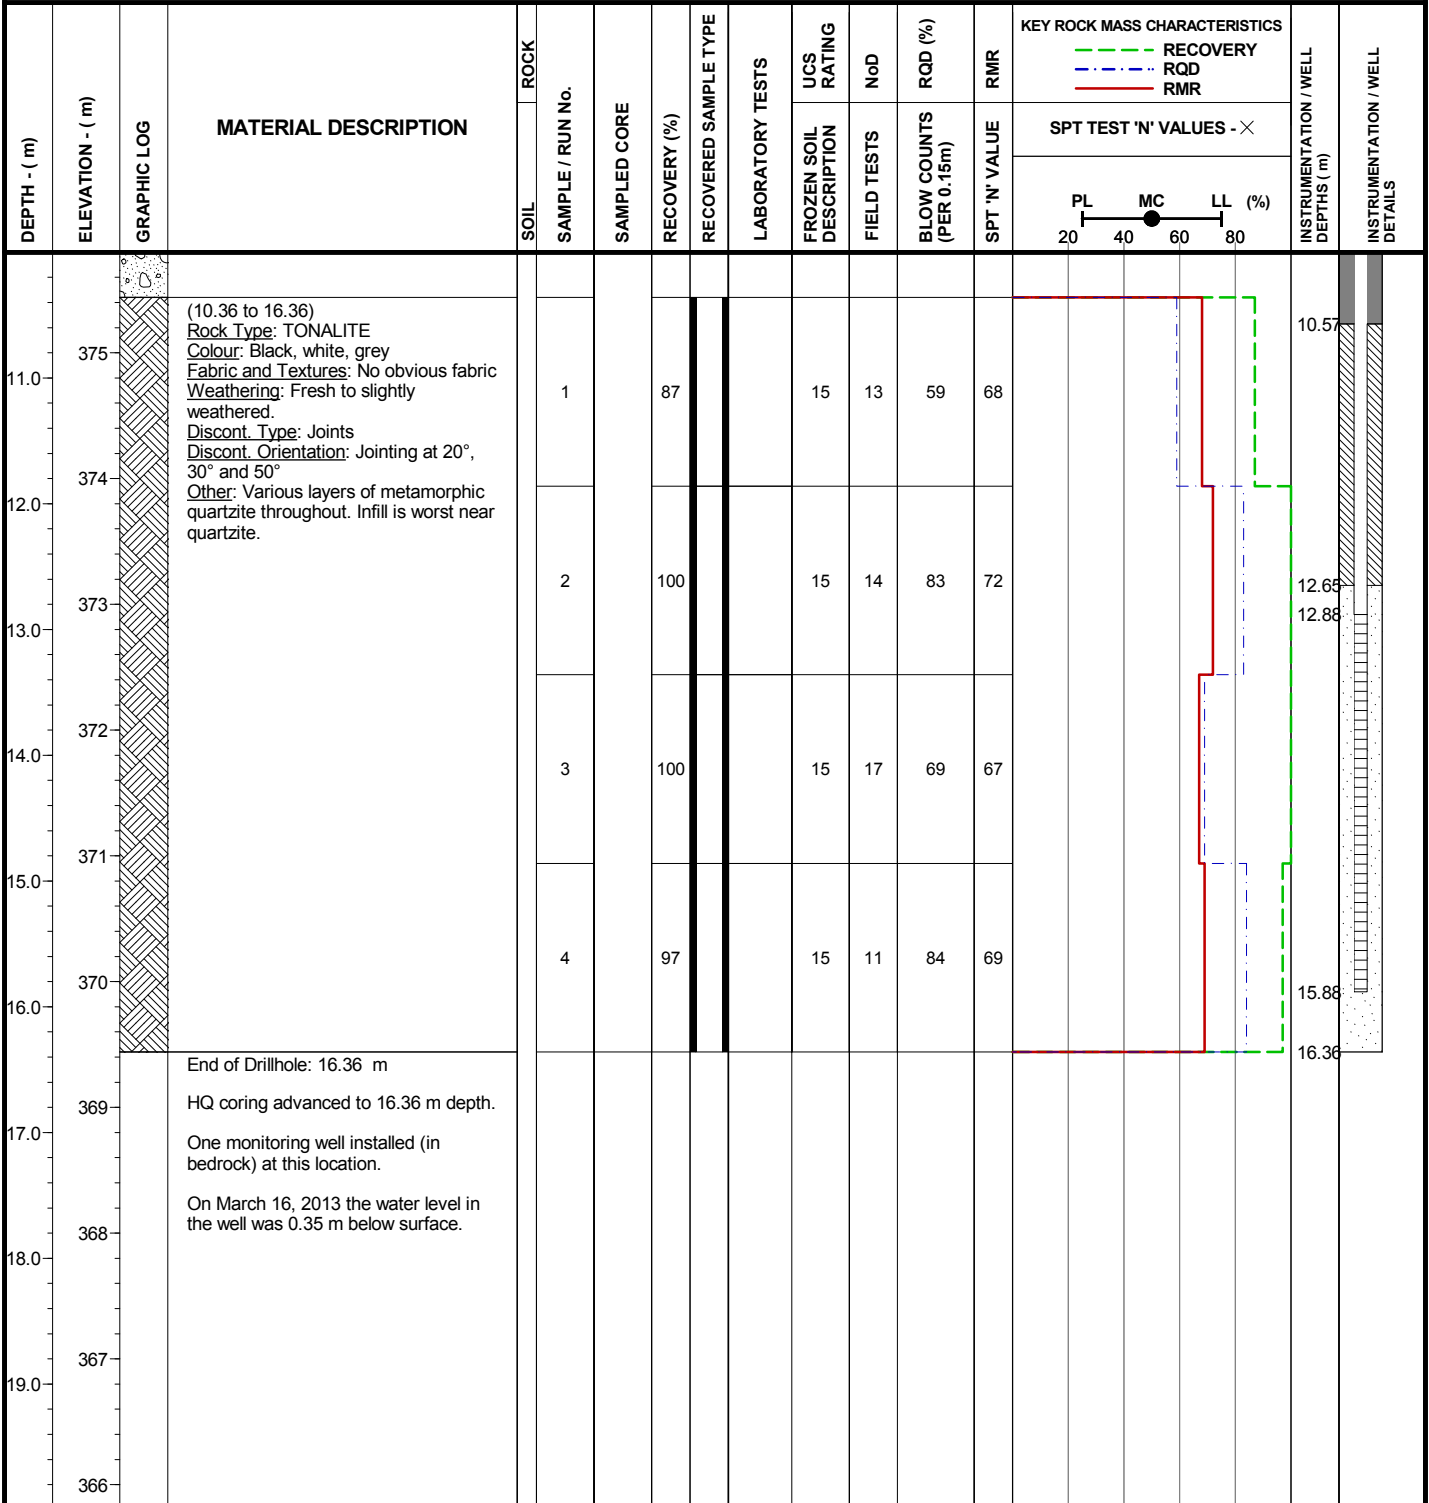 DEPTH - ( m)
ELEVATION - ( m)
GRAPHIC LOG
MATERIAL DESCRIPTION
SOIL
ROCK
SAMPLE / RUN No.
SAMPLED CORE
RECOVERY (%)
RECOVERED SAMPLE TYPE
LABORATORY TESTS
UCS RATING
FROZEN SOIL DESCRIPTION
NoD
FIELD TESTS
RQD (%)
BLOW COUNTS (PER 0.15m)
RMR
SPT 'N' VALUE
KEY ROCK MASS CHARACTERISTICS
RECOVERY
RQD
RMR
SPT TEST 'N' VALUES - ×
PL MC LL (%)
20 40 60 80
INSTRUMENTATION / WELL DEPTHS ( m)
INSTRUMENTATION / WELL DETAILS
(10.36 to 16.36)
Rock Type: TONALITE
Colour: Black, white, grey
Fabric and Textures: No obvious fabric
Weathering: Fresh to slightly
weathered.
Discont. Type: Joints
Discont. Orientation: Jointing at 20°,
30° and 50°
Other: Various layers of metamorphic
quartzite throughout. Infill is worst near
quartzite.
End of Drillhole: 16.36 m
HQ coring advanced to 16.36 m depth.
One monitoring well installed (in
bedrock) at this location.
On March 16, 2013 the water level in
the well was 0.35 m below surface.
11.0
12.0
13.0
14.0
15.0
16.0
17.0
18.0
19.0
375
374
373
372
371
370
369
368
367
366
1 87 15 13 59 68
2 100 15 14 83 72
3 100 15 17 69 67
4 97 15 11 84 69
10.57
12.65
12.88
15.88
16.36